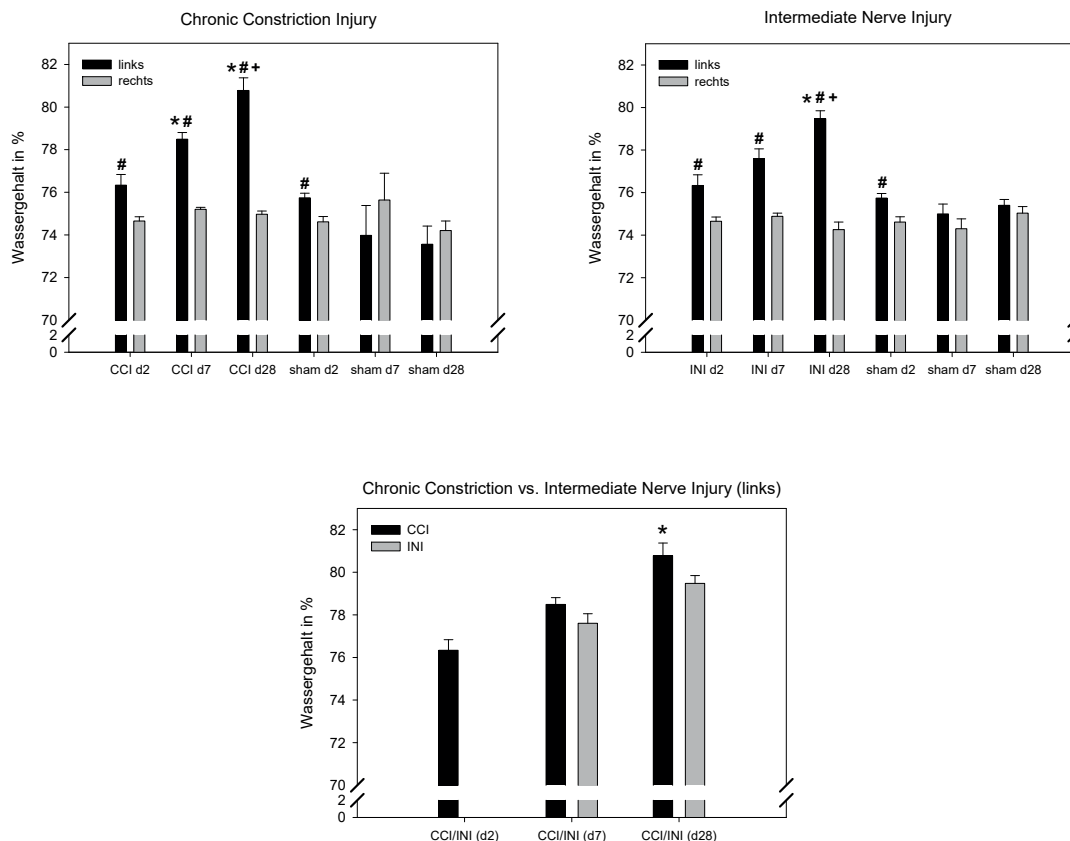 Chronic Constriction Injury
Wassergehalt in %
82
80
78
76
74
72
70
2
0
links
rechts
#
* #
* # +
#
CCI d2
CCI d7
CCI d28
sham d2
sham d7
sham d28
Intermediate Nerve Injury
Wassergehalt in %
82
80
78
76
74
72
70
2
0
links
rechts
#
#
* # +
#
INI d2
INI d7
INI d28
sham d2
sham d7
sham d28
Chronic Constriction vs. Intermediate Nerve Injury (links)
Wassergehalt in %
82
80
78
76
74
72
70
2
0
CCI
INI
*
CCI/INI (d2)
CCI/INI (d7)
CCI/INI (d28)